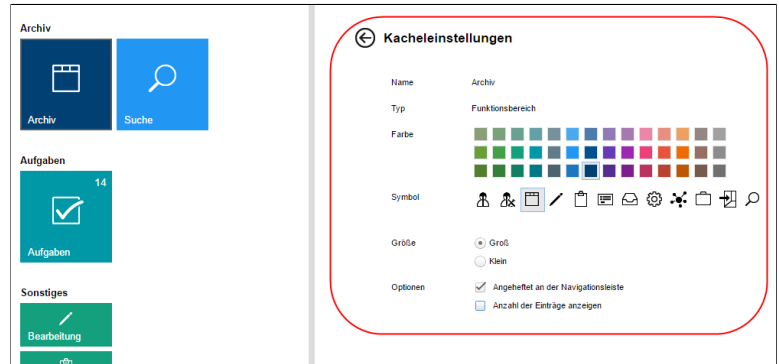 Archiv
Archiv
Suche
Aufgaben
14
Aufgaben
Sonstiges
Bearbeitung
Kacheleinstellungen
Name Archiv
Typ Funktionsbereich
Farbe
Symbol
Größe Groß
Klein
Optionen Angeheftet an der Navigationsleiste
Anzahl der Einträge anzeigen